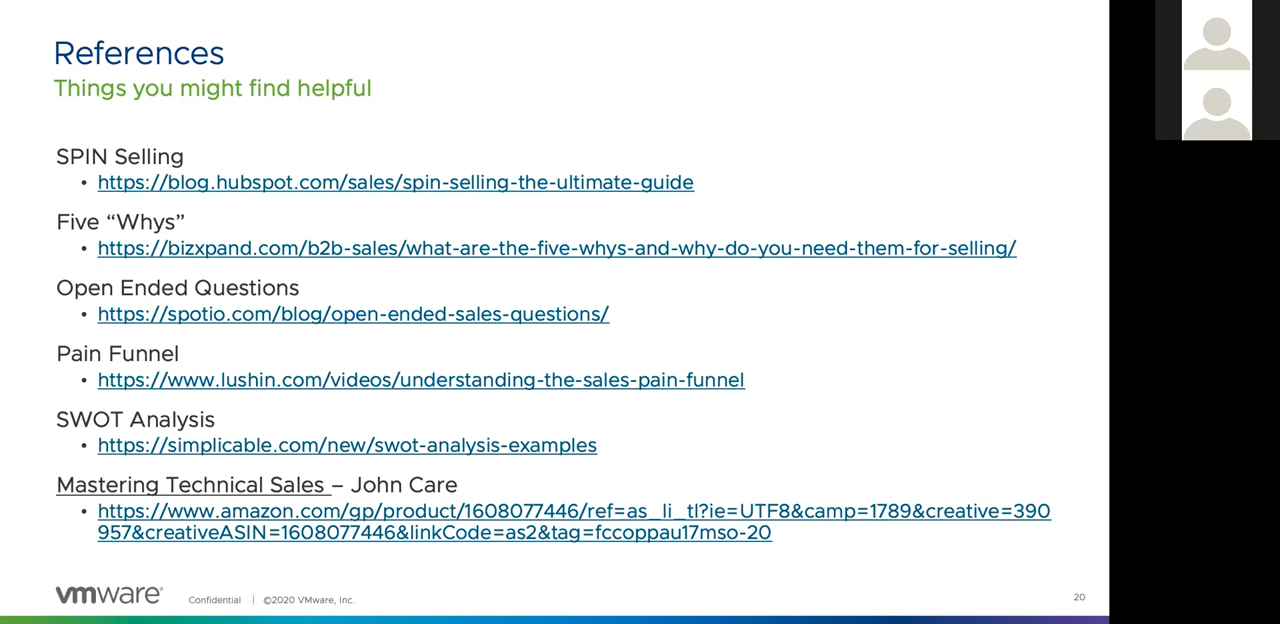 References
Things you might find helpful
SPIN Selling
• https://blog.hubspot.com/sales/spin-selling-the-ultimate-guide
Five “Whys”
• https://bizxpand.com/b2b-sales/what-are-the-five-whys-and-why-do-you-need-them-for-selling/
Open Ended Questions
• https://spotio.com/blog/open-ended-sales-questions/
Pain Funnel
• https://www.lushin.com/videos/understanding-the-sales-pain-funnel
SWOT Analysis
• https://simplicable.com/new/swot-analysis-examples
Mastering Technical Sales – John Care
• https://www.amazon.com/gp/product/1608077446/ref=as_li_tl?ie=UTF8&camp=1789&creative=390
957&creativeASIN=1608077446&linkCode=as2&tag=fccoppau17mso-20
vmware® Confidential | ©2020 VMware, Inc. 20